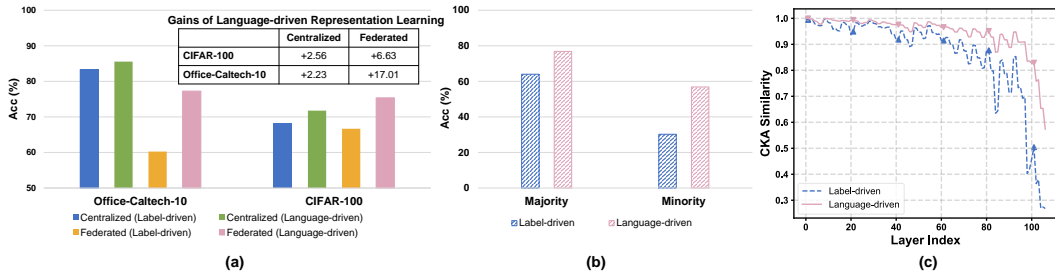 Gains of Language-driven Representation Learning
Centralized Federated
CIFAR-100 +2.56 +6.63
Office-Caltech-10 +2.23 +17.01
Acc (%)
100
90
80
70
60
50
Office-Caltech-10 CIFAR-100
Centralized (Label-driven) Centralized (Language-driven)
Federated (Label-driven) Federated (Language-driven)
(a)
Acc (%)
100
80
60
40
20
0
Majority Minority
Label-driven Language-driven
(b)
CKA Similarity
1.0
0.9
0.8
0.7
0.6
0.5
0.4
0.3
Label-driven
Language-driven
0 20 40 60 80 100
Layer Index
(c)